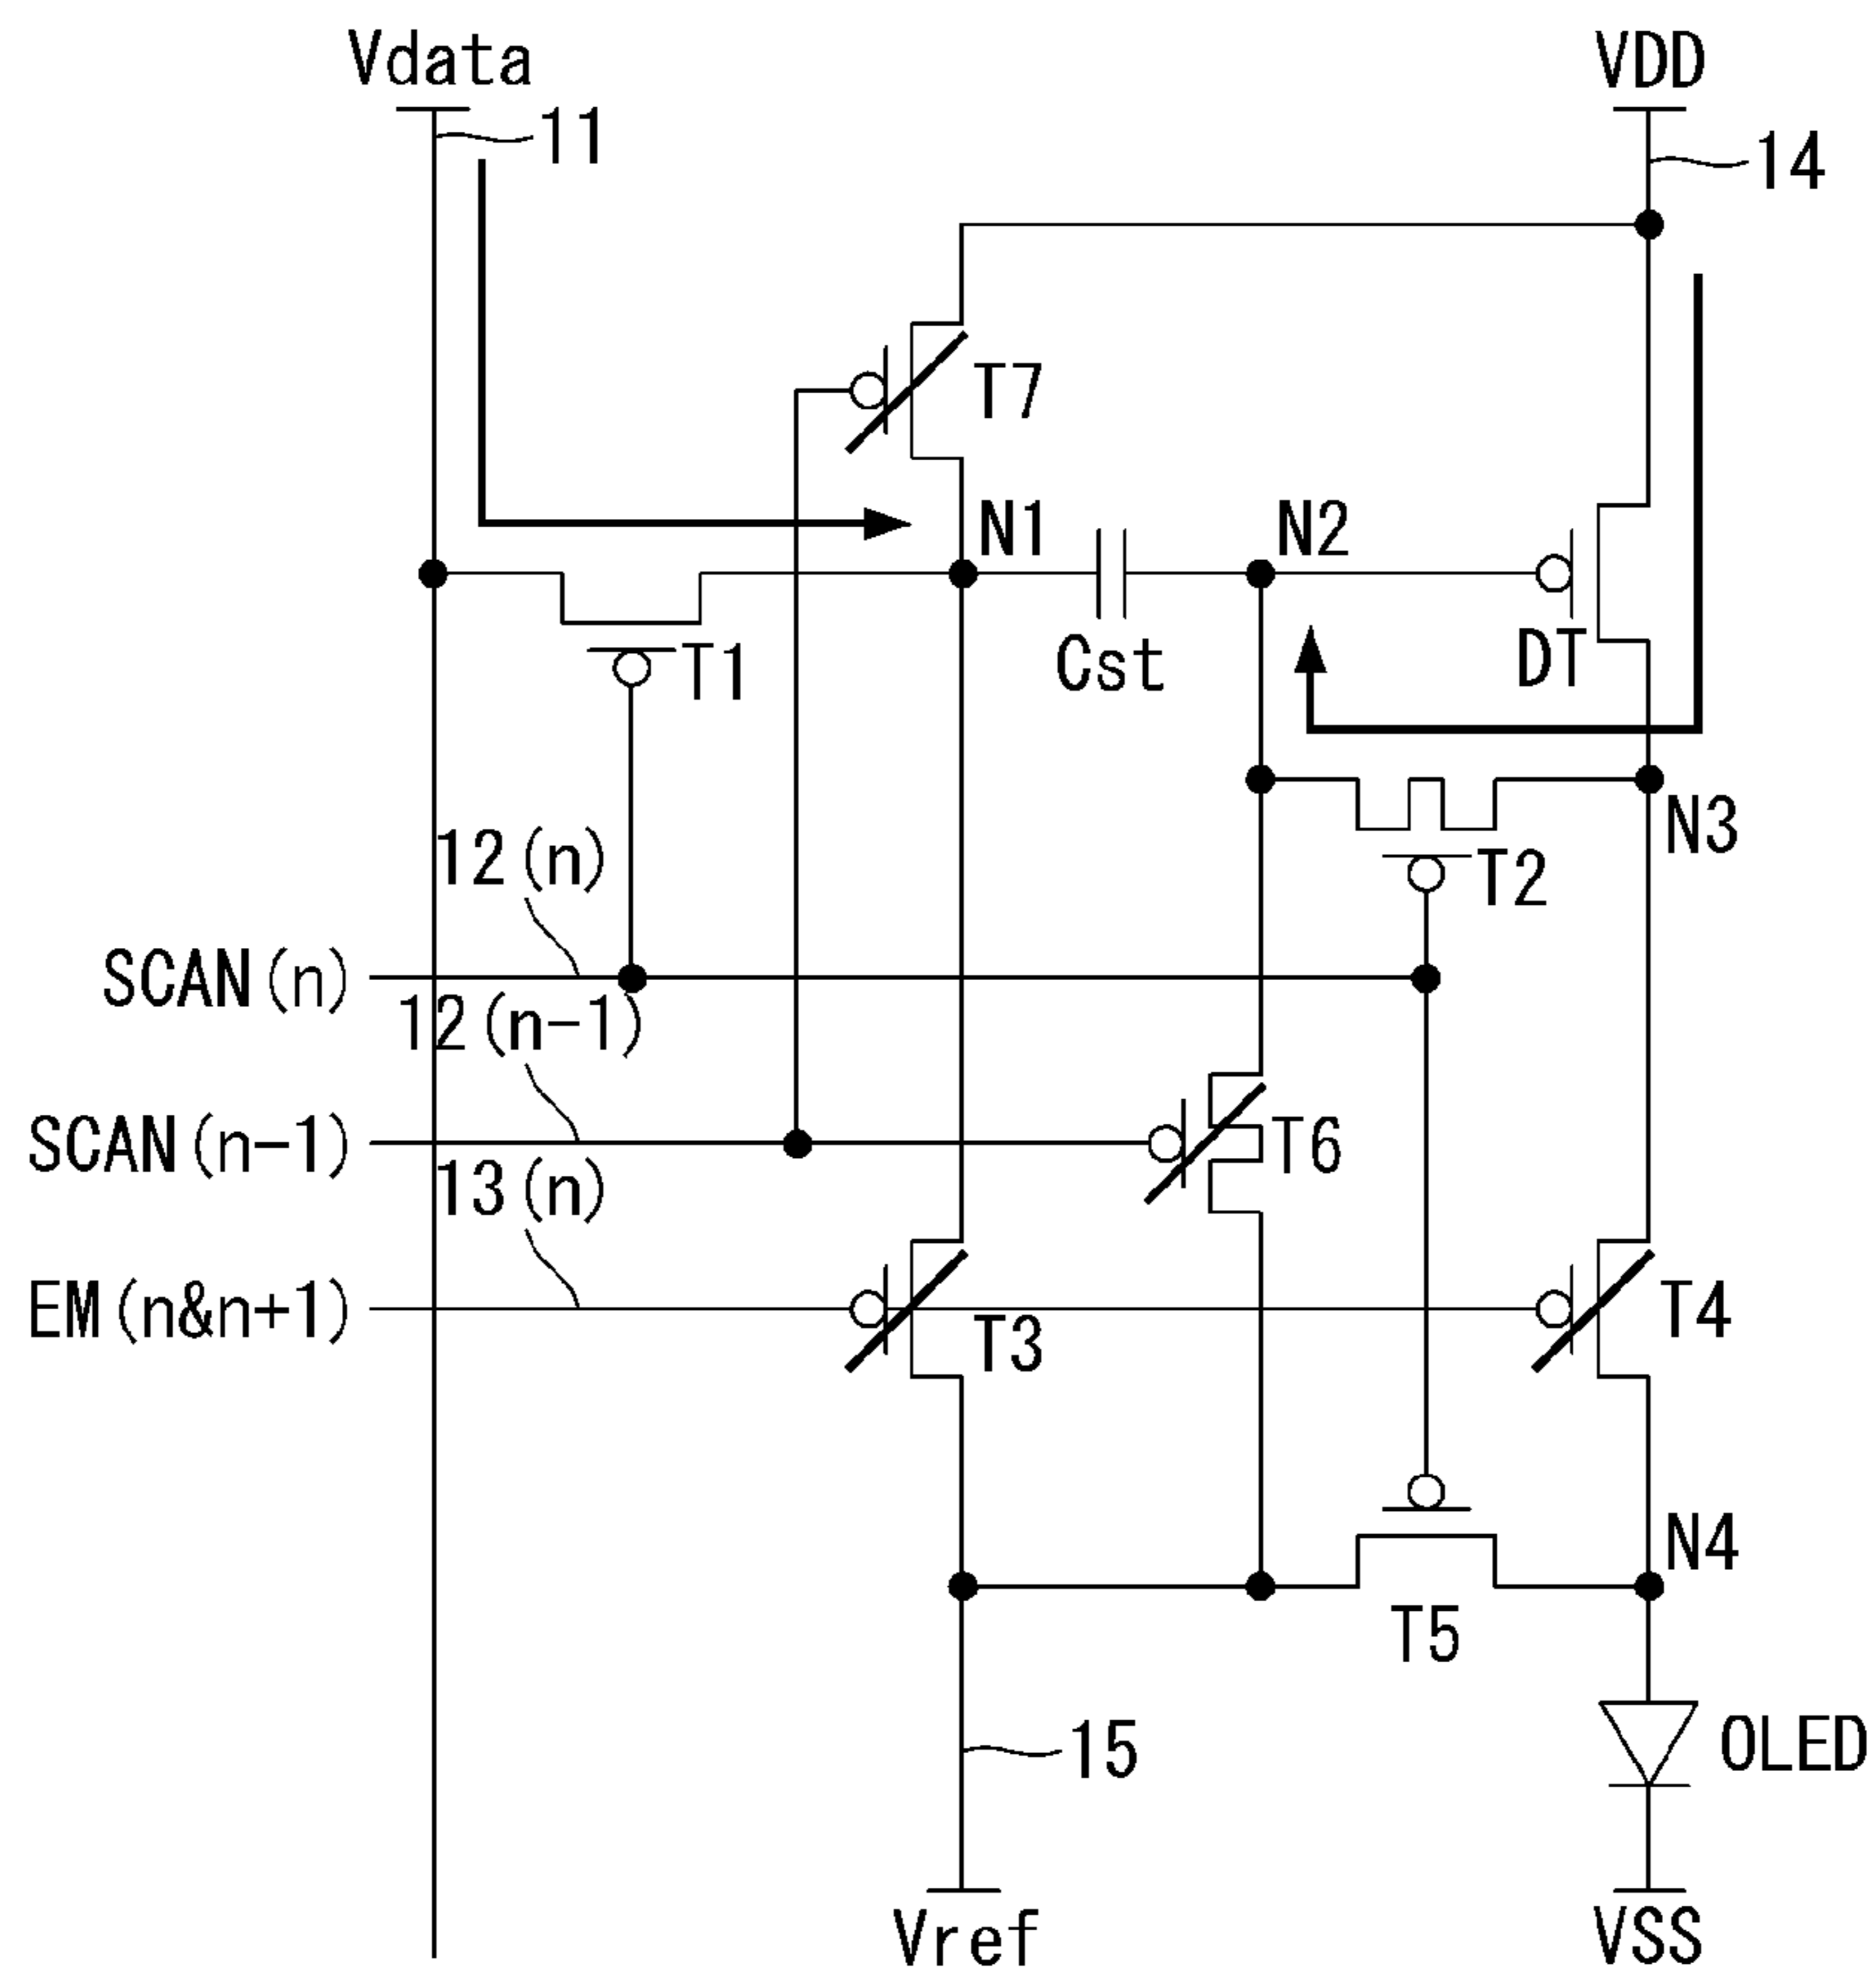 Vdata
VDD
11
14
T7
N1
N2
T1
Cst
DT
12(n)
N3
T2
SCAN(n)
12(n-1)
SCAN(n-1)
T6
13(n)
EM(n&n+1)
T3
T4
N4
T5
15
OLED
Vref
VSS